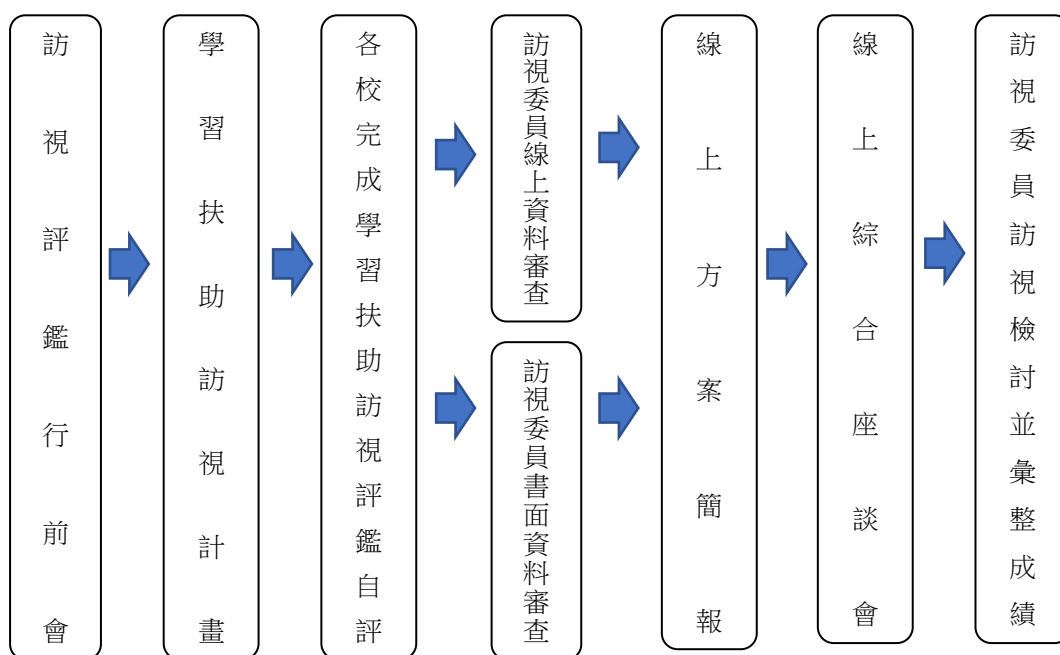 訪視評鑑行前會
學習扶助訪視計畫
各校完成學習扶助訪視評鑑自評
訪視委員線上資料審查
訪視委員書面資料審查
線上方案簡報
線上綜合座談會
訪視委員訪視檢討並彙整成績